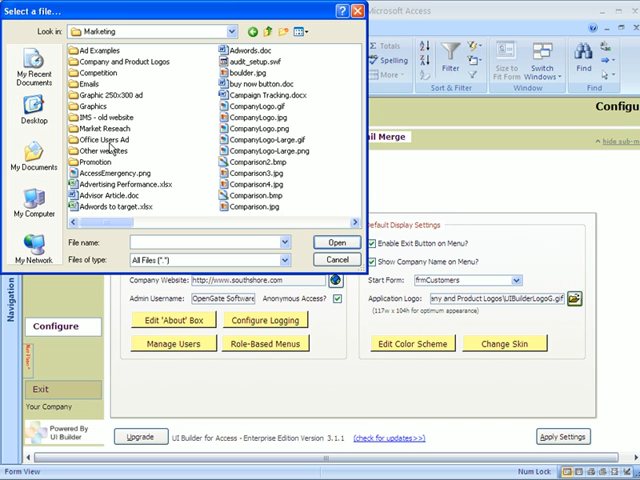 Select a file...
Microsoft Access
Look in:
Marketing
My Recent
Documents
Desktop
My Documents
My Computer
My Network
Ad Examples
Company and Product Logos
Competition
Emails
Graphic 250x300 ad
Graphics
IMS - old website
Market Reseach
Office Users Ad
Other websites
Promotion
AccessEmergency.png
Advertising Performance.xlsx
Advisor Article.doc
Adwords to target.xlsx
Adwords.doc
audit_setup.swf
boulder.jpg
buy now button.doc
Campaign Tracking.docx
CompanyLogo.gif
CompanyLogo.jpg
CompanyLogo.png
CompanyLogo-Large.gif
CompanyLogo-Large.png
Comparison2.bmp
Comparison3.jpg
Comparison4.jpg
Comparison.bmp
Comparison.jpg
File name:
Open
Files of type:
All Files (*.*)
Cancel
Totals
Spelling
More
Filter
Sort & Filter
Size to
Fit Form
Switch
Windows
Window
Find
Find
Configu
ail Merge
hide sub-m
Default Display Settings
Enable Exit Button on Menu?
Show Company Name on Menu?
Start Form:
frmCustomers
Application Logo:
any and Product Logos\UIBuilderLogoG.gif
(117w x 104h for optimum appearance)
Edit Color Scheme
Change Skin
Company Website:
http://www.southshore.com
Admin Username:
OpenGate Software
Anonymous Access?
Edit 'About' Box
Configure Logging
Manage Users
Role-Based Menus
Navigation
Configure
Exit
Your Company
Powered By
UI Builder
Upgrade
UI Builder for Access - Enterprise Edition Version 3.1.1
(check for updates>>)
Apply Settings
Form View
Num Lock